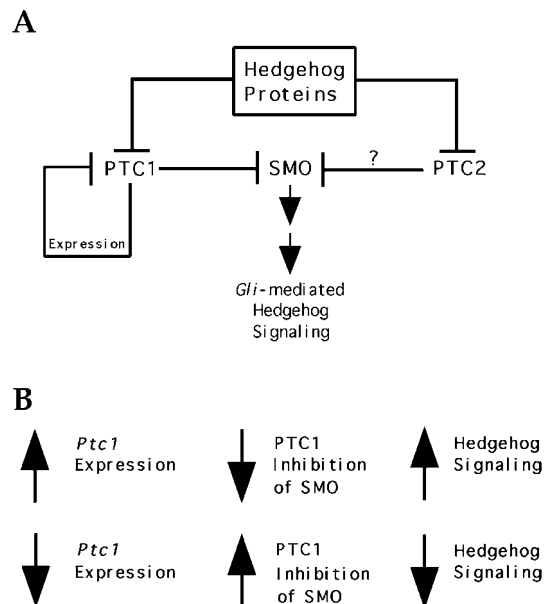 A
Hedgehog
Proteins
PTC1
SMO
?
PTC2
Expression
Gli-mediated
Hedgehog
Signaling
B
Ptc1
Expression
PTC1
Inhibition
of SMO
Hedgehog
Signaling
Ptc1
Expression
PTC1
Inhibition
of SMO
Hedgehog
Signaling